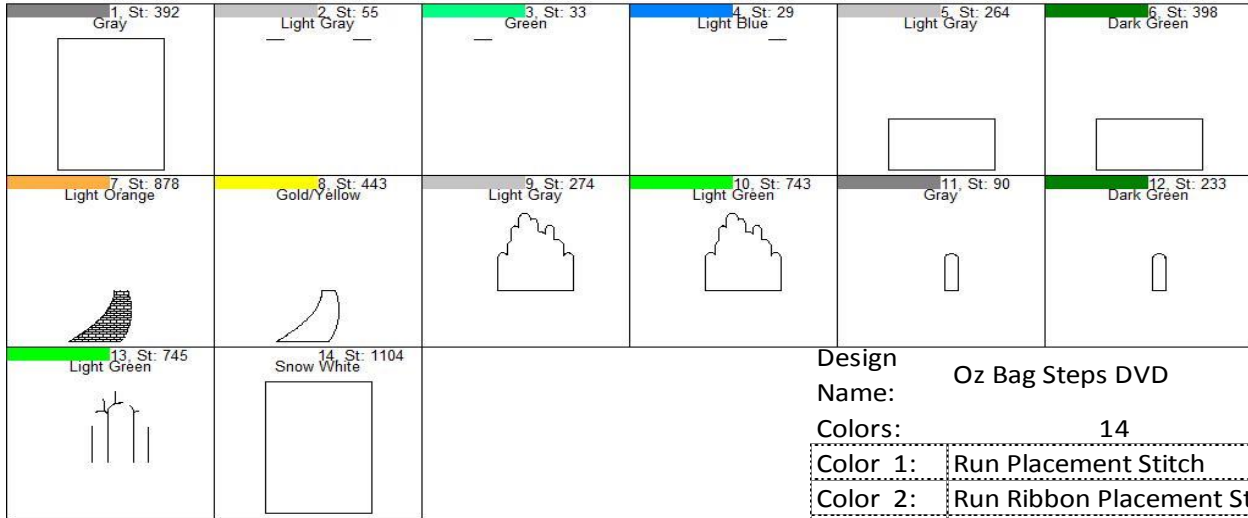 1, St: 392
Gray
2, St: 55
Light Gray
3, St: 33
Green
4, St: 29
Light Blue
5, St: 264
Light Gray
6, St: 398
Dark Green
7, St: 878
Light Orange
8, St: 443
Gold/Yellow
9, St: 274
Light Gray
10, St: 743
Light Green
11, St: 90
Gray
12, St: 233
Dark Green
13, St: 745
Light Green
14, St: 1104
Snow White
Design Name: Oz Bag Steps DVD
Colors: 14
Color 1: Run Placement Stitch
Color 2: Run Ribbon Placement St